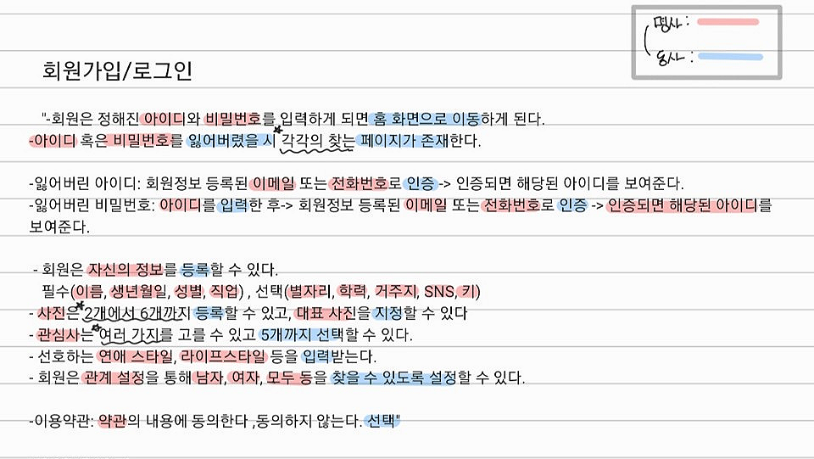 명사 :
동사 :
회원가입/로그인
"-회원은 정해진 아이디와 비밀번호를 입력하게 되면 홈 화면으로 이동하게 된다.
-아이디 혹은 비밀번호를 잃어버렸을 시 각각의 찾는 페이지가 존재한다.
-잃어버린 아이디: 회원정보 등록된 이메일 또는 전화번호로 인증 -> 인증되면 해당된 아이디를 보여준다.
-잃어버린 비밀번호: 아이디를 입력한 후-> 회원정보 등록된 이메일 또는 전화번호로 인증 -> 인증되면 해당된 아이디를
보여준다.
- 회원은 자신의 정보를 등록할 수 있다.
필수(이름, 생년월일, 성별, 직업) , 선택(별자리, 학력, 거주지, SNS, 키)
- 사진은 2개에서 6개까지 등록할 수 있고, 대표 사진을 지정할 수 있다
- 관심사는 여러 가지를 고를 수 있고 5개까지 선택할 수 있다.
- 선호하는 연애 스타일, 라이프스타일 등을 입력받는다.
- 회원은 관계 설정을 통해 남자, 여자, 모두 등을 찾을 수 있도록 설정할 수 있다.
-이용약관: 약관의 내용에 동의한다 ,동의하지 않는다. 선택"